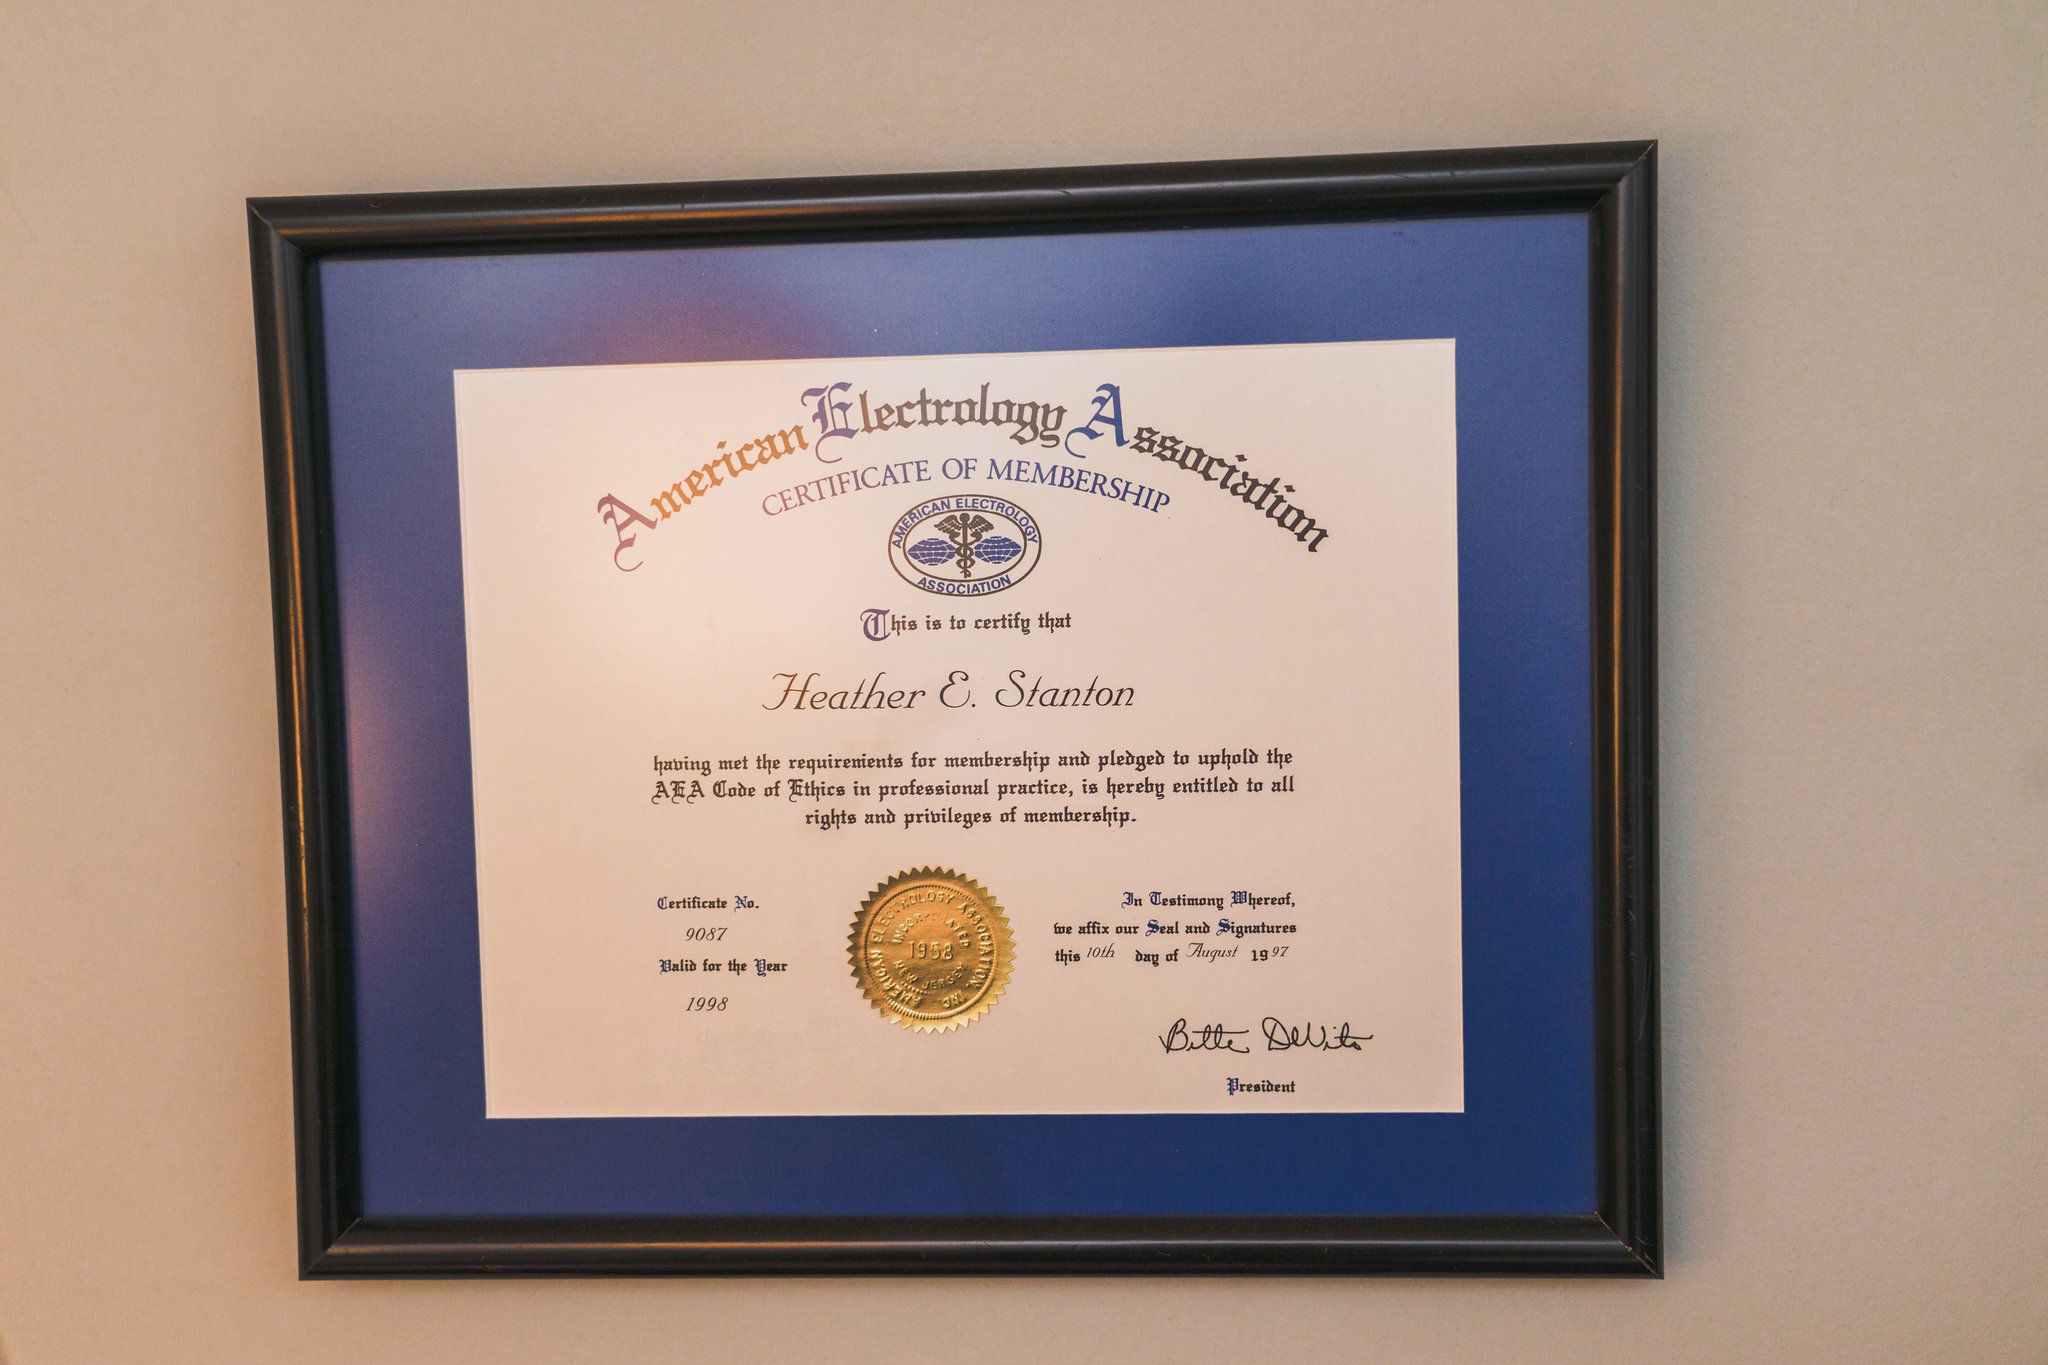 American Electrology Association
CERTIFICATE OF MEMBERSHIP
AMERICAN ELECTROLOGY
ASSOCIATION
This is to certify that
Heather E. Stanton
having met the requirements for membership and pledged to uphold the
AEA Code of Ethics in professional practice, is hereby entitled to all
rights and privileges of membership.
Certificate No.
9087
Valid for the Year
1998
AMERICAN ELECTROLOGY ASSOCIATION, INC.
INCORPORATED
1958
NEW JERSEY
In Testimony Whereof,
we affix our Seal and Signatures
this 10th day of August 1997
Bette DeVito
President